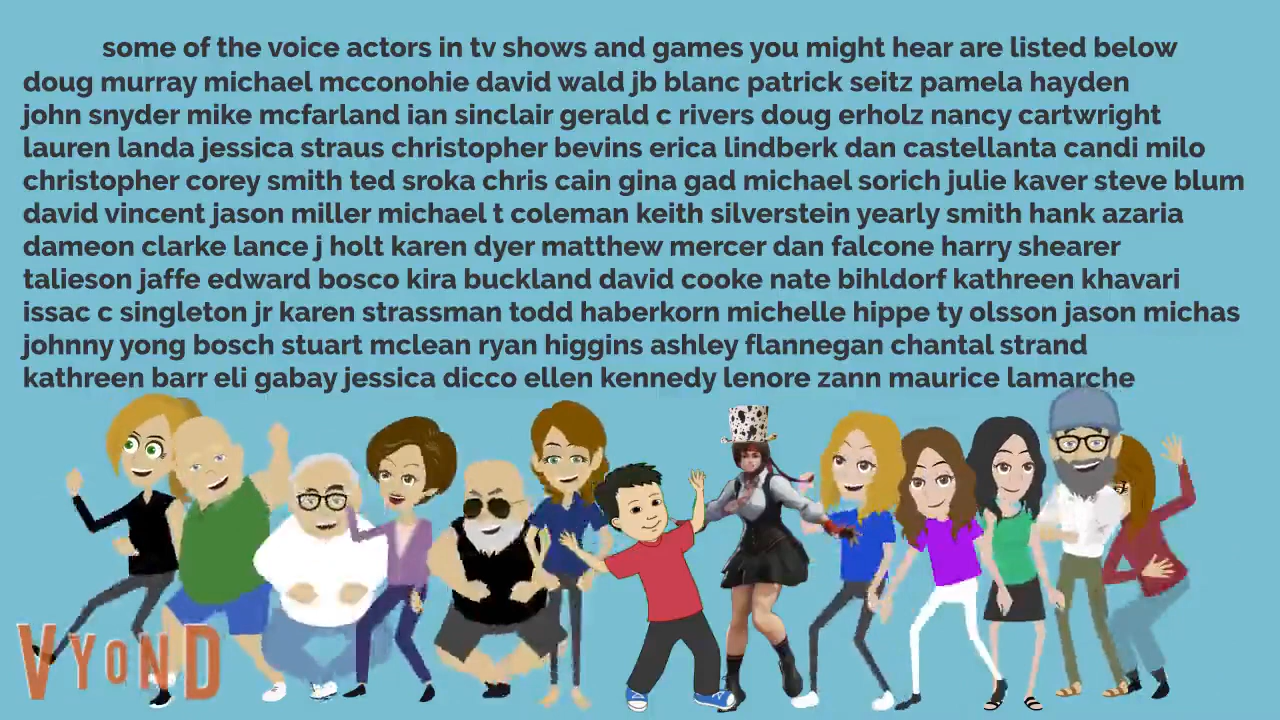 some of the voice actors in tv shows and games you might hear are listed below
doug murray michael mcconohie david wald jb blanc patrick seitz pamela hayden
john snyder mike mcfarland ian sinclair gerald c rivers doug erholz nancy cartwright
lauren landa jessica straus christopher bevins erica lindberk dan castellanta candi milo
christopher corey smith ted sroka chris cain gina gad michael sorich julie kaver steve blum
david vincent jason miller michael t coleman keith silverstein yearly smith hank azaria
dameon clarke lance j holt karen dyer matthew mercer dan falcone harry shearer
talieson jaffe edward bosco kira buckland david cooke nate bihldorf kathreen khavari
issac c singleton jr karen strassman todd haberkorn michelle hippe ty olsson jason michas
johnny yong bosch stuart mclean ryan higgins ashley flannegan chantal strand
kathreen barr eli gabay jessica dicco ellen kennedy lenore zann maurice lamarche
VYOND